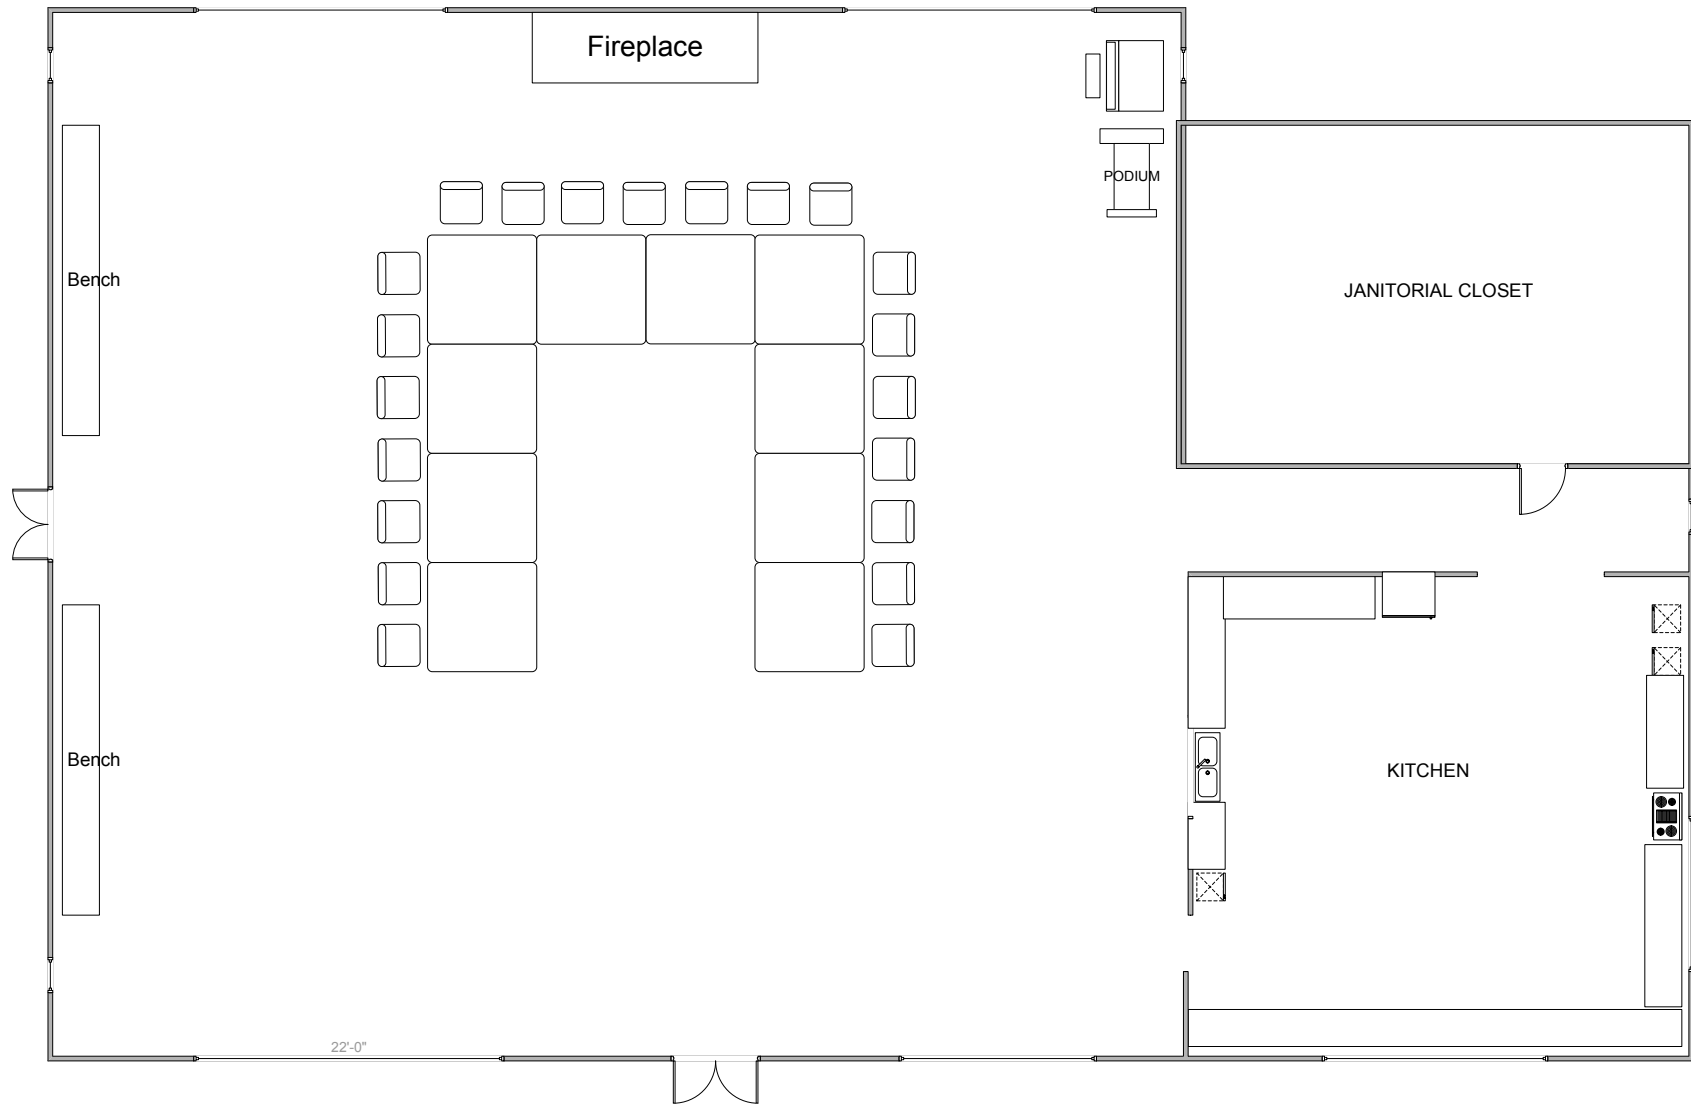 Fireplace
PODIUM
Bench
JANITORIAL CLOSET
Bench
KITCHEN
22'-0"